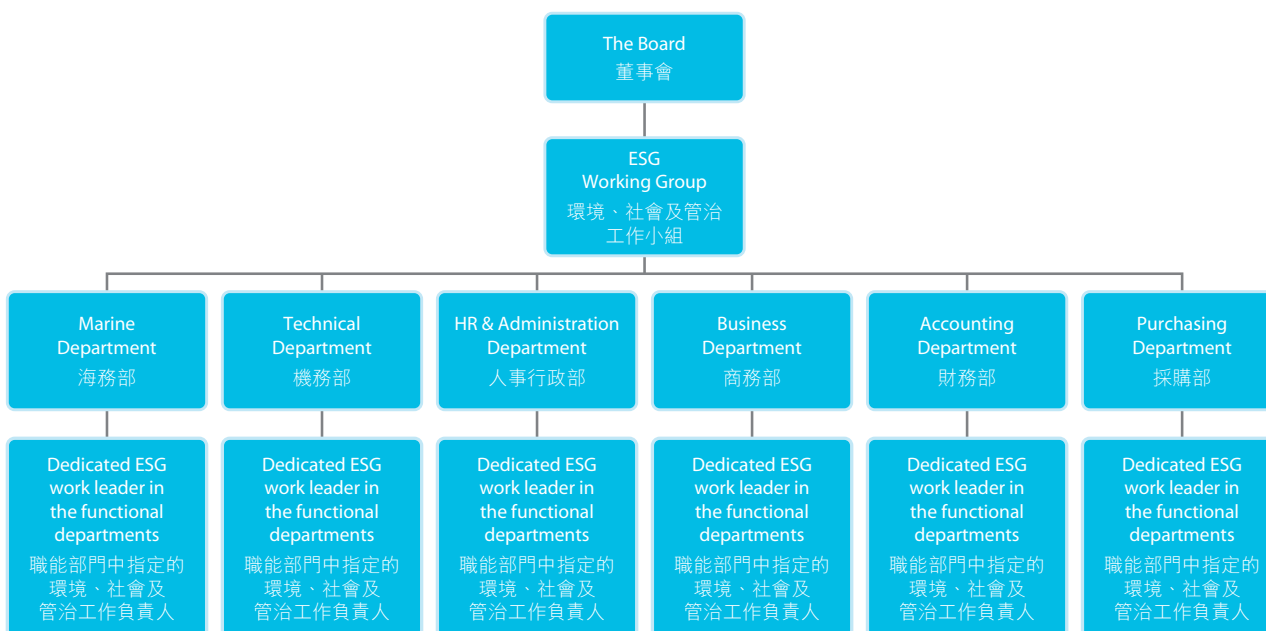 The Board
董事會
ESG
Working Group
環境、社會及管治
工作小組
Marine
Department
海務部
Technical
Department
機務部
HR & Administration
Department
人事行政部
Business
Department
商務部
Accounting
Department
財務部
Purchasing
Department
採購部
Dedicated ESG
work leader in
the functional
departments
職能部門中指定的
環境、社會及
管治工作負責人
Dedicated ESG
work leader in
the functional
departments
職能部門中指定的
環境、社會及
管治工作負責人
Dedicated ESG
work leader in
the functional
departments
職能部門中指定的
環境、社會及
管治工作負責人
Dedicated ESG
work leader in
the functional
departments
職能部門中指定的
環境、社會及
管治工作負責人
Dedicated ESG
work leader in
the functional
departments
職能部門中指定的
環境、社會及
管治工作負責人
Dedicated ESG
work leader in
the functional
departments
職能部門中指定的
環境、社會及
管治工作負責人